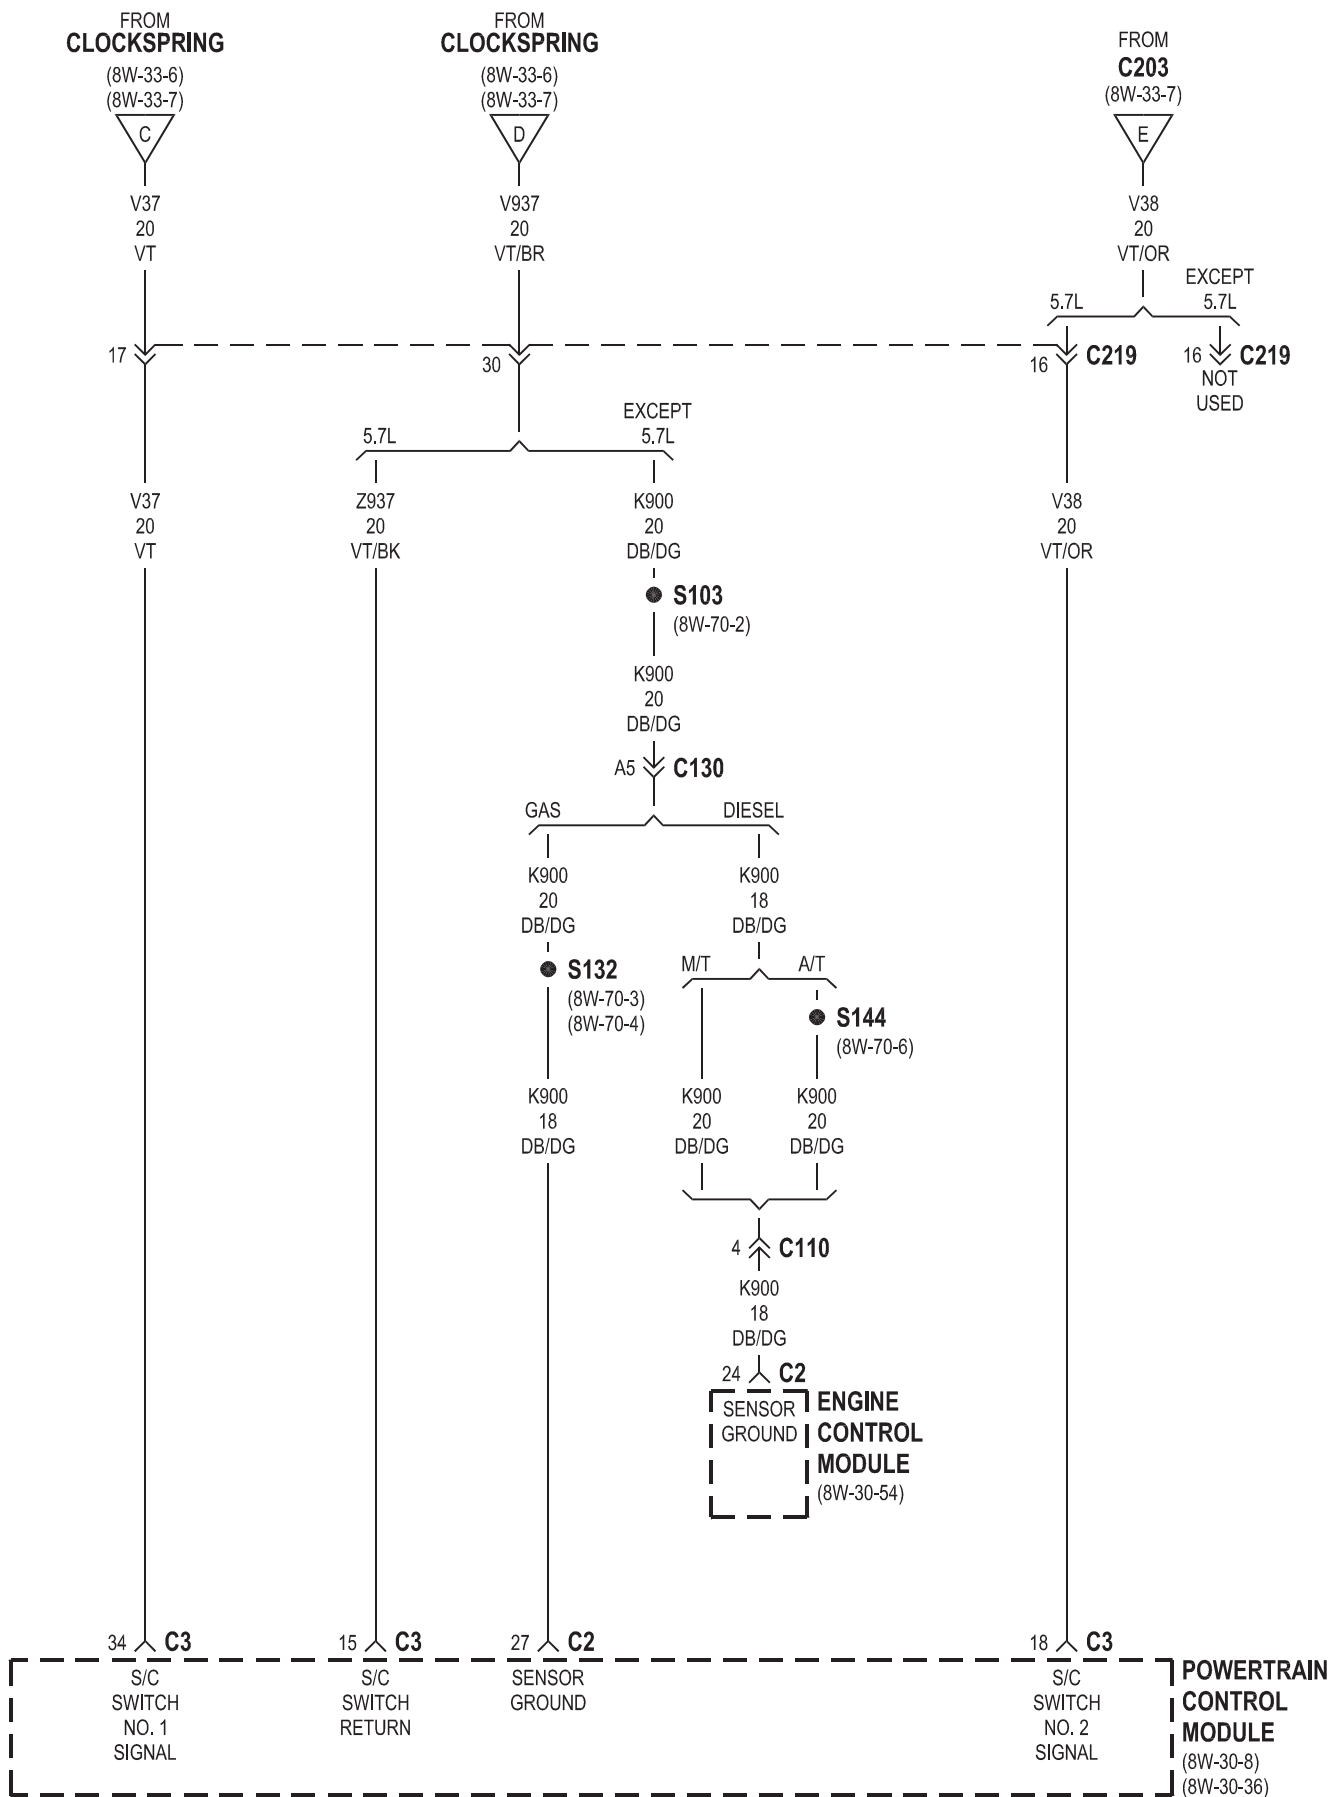 FROM
CLOCKSPRING
(8W-33-6)
(8W-33-7)
C
V37
20
VT
FROM
CLOCKSPRING
(8W-33-6)
(8W-33-7)
D
V937
20
VT/BR
FROM
C203
(8W-33-7)
E
V38
20
VT/OR
5.7L
EXCEPT
5.7L
17
30
16
C219
16
C219
NOT
USED
5.7L
EXCEPT
5.7L
V37
20
VT
Z937
20
VT/BK
K900
20
DB/DG
V38
20
VT/OR
S103
(8W-70-2)
K900
20
DB/DG
A5
C130
GAS
DIESEL
K900
20
DB/DG
K900
18
DB/DG
S132
(8W-70-3)
(8W-70-4)
M/T
A/T
S144
(8W-70-6)
K900
18
DB/DG
K900
20
DB/DG
K900
20
DB/DG
4
C110
K900
18
DB/DG
24
C2
SENSOR
GROUND
ENGINE
CONTROL
MODULE
(8W-30-54)
34
C3
15
C3
27
C2
18
C3
S/C
SWITCH
NO. 1
SIGNAL
S/C
SWITCH
RETURN
SENSOR
GROUND
S/C
SWITCH
NO. 2
SIGNAL
POWERTRAIN
CONTROL
MODULE
(8W-30-8)
(8W-30-36)